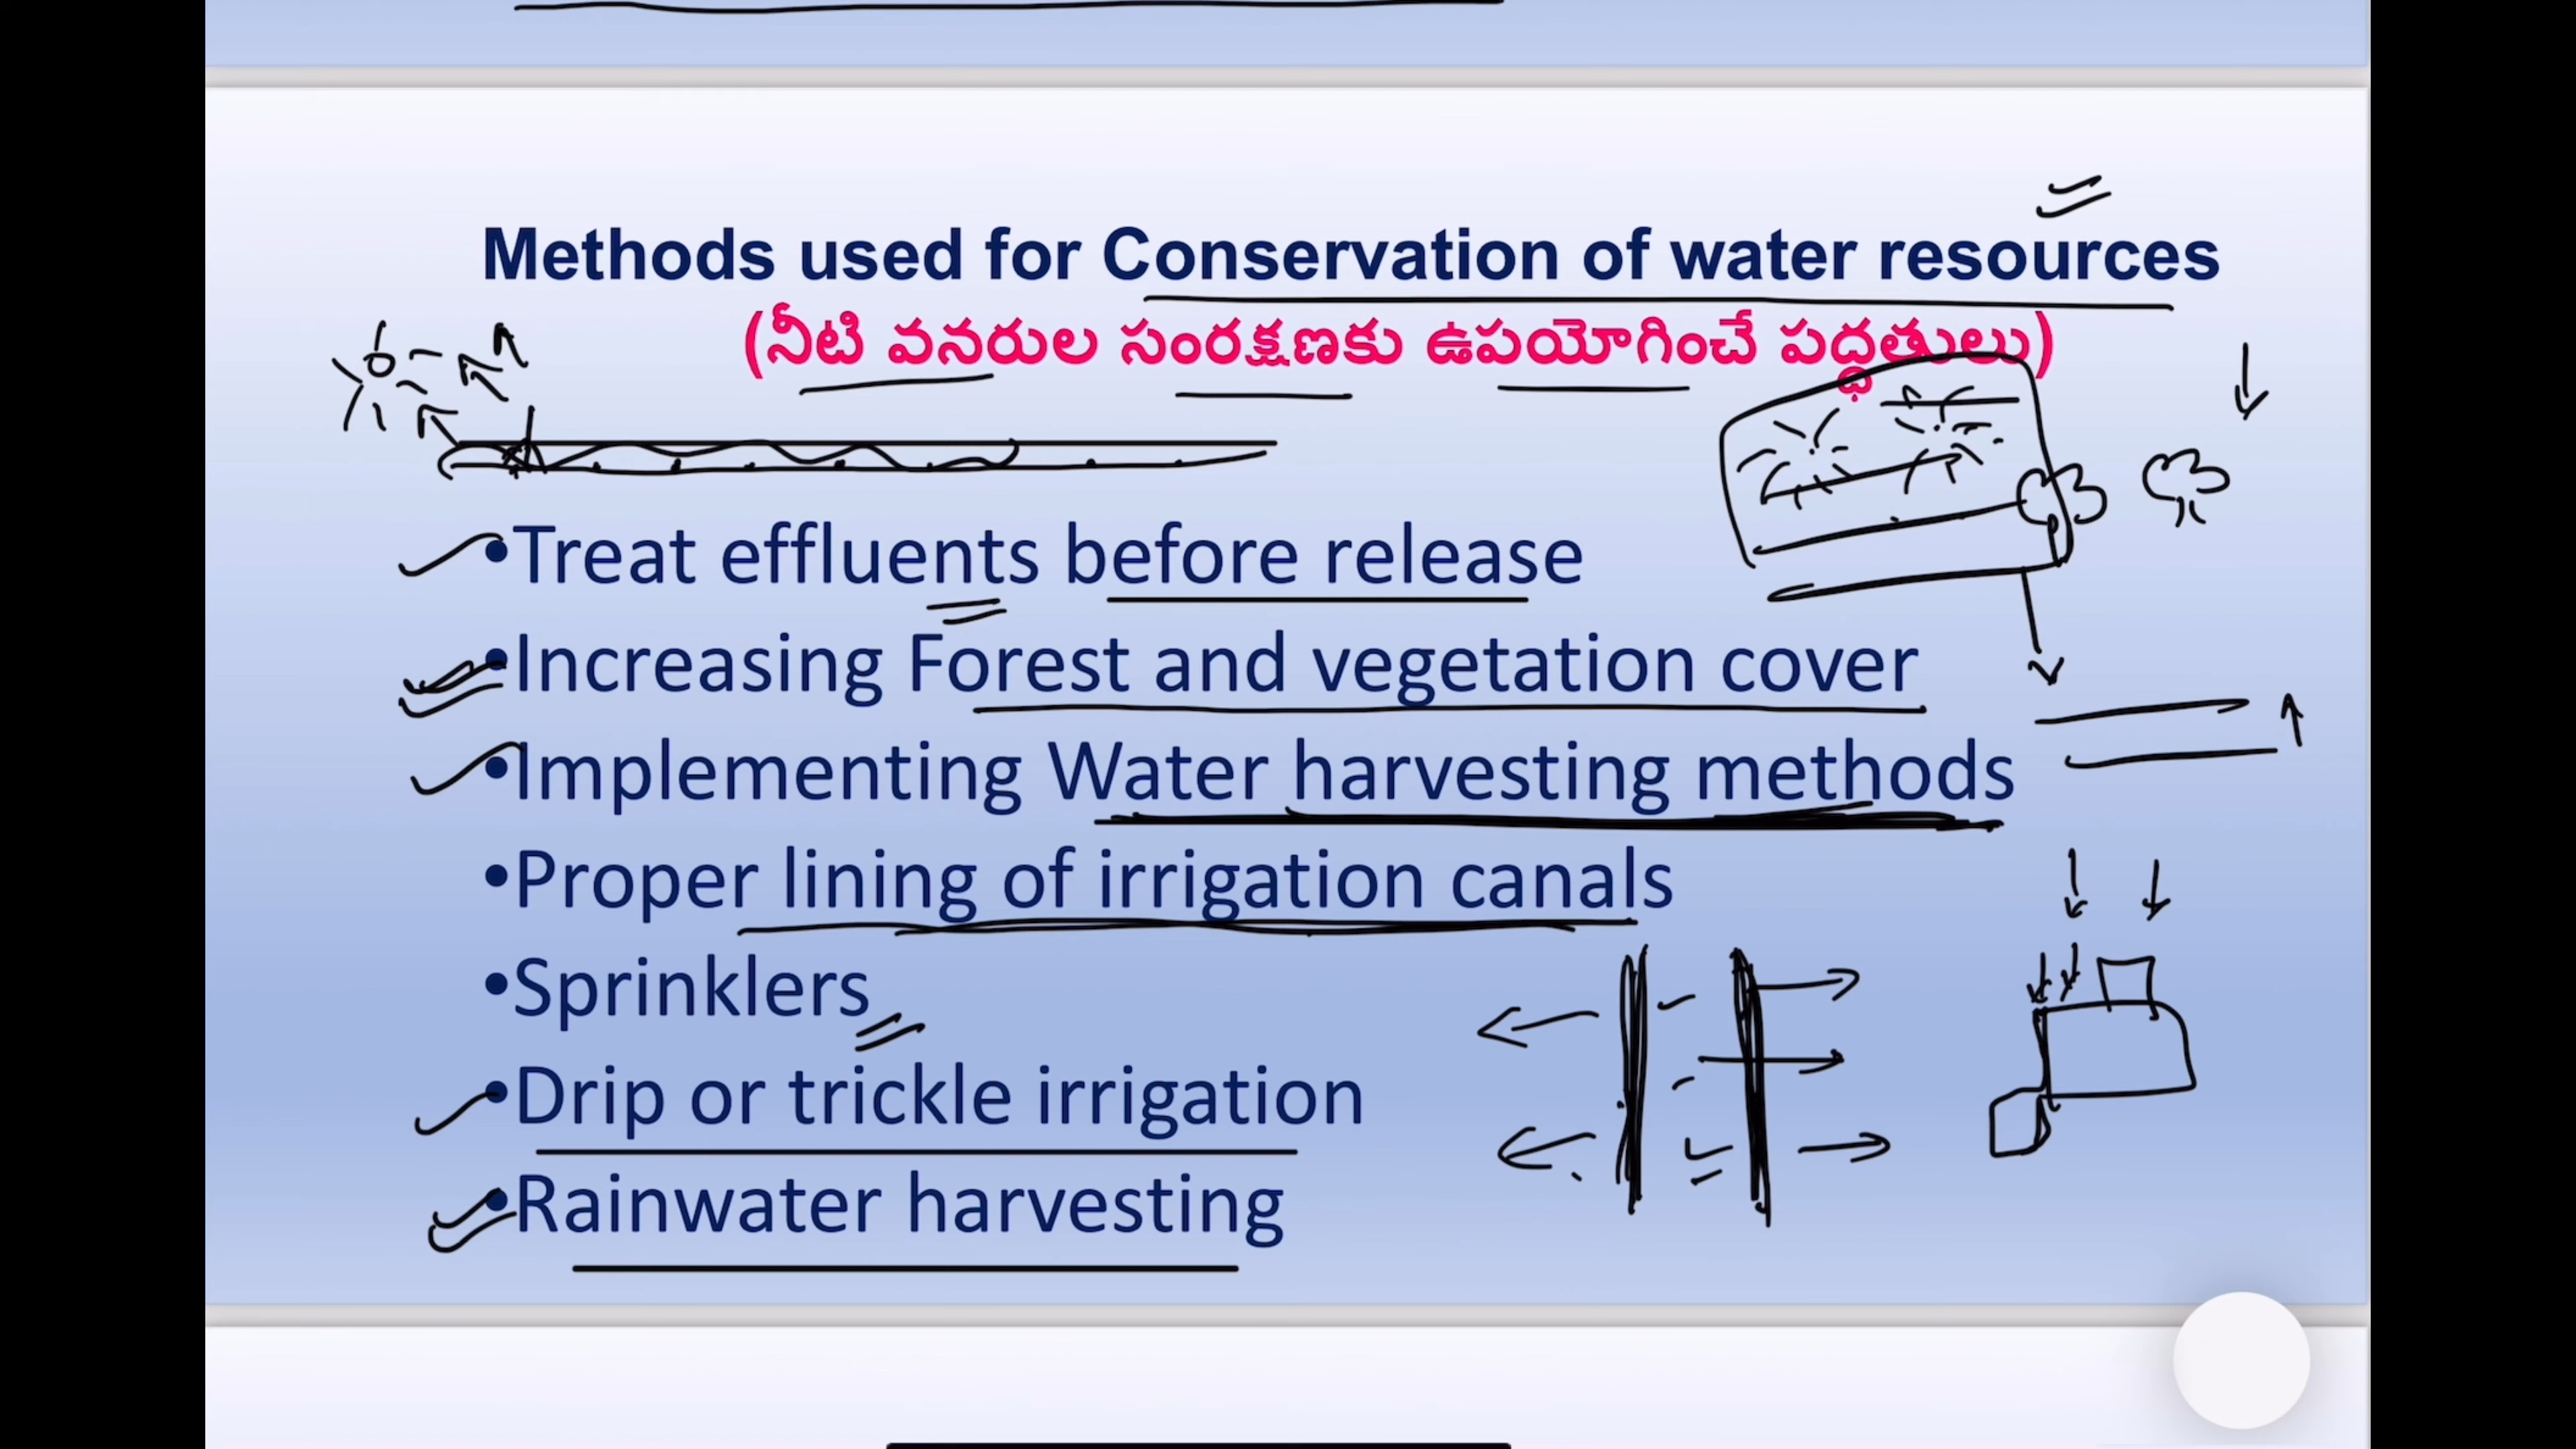 Methods used for Conservation of water resources
(నీటి వనరుల సంరక్షణకు ఉపయోగించే పద్ధతులు)
•Treat effluents before release
•Increasing Forest and vegetation cover
•Implementing Water harvesting methods
•Proper lining of irrigation canals
•Sprinklers
•Drip or trickle irrigation
•Rainwater harvesting